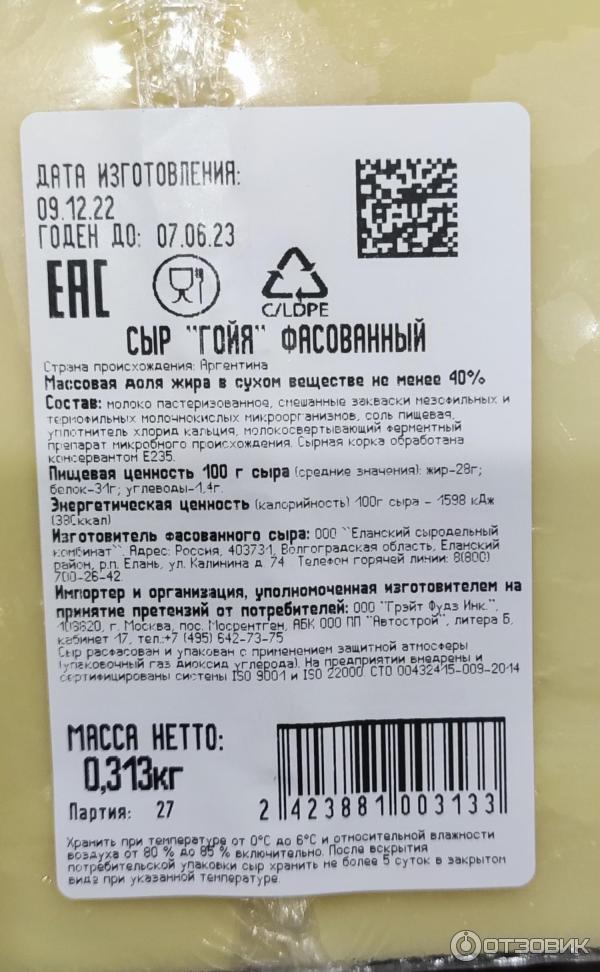 ДАТА ИЗГОТОВЛЕНИЯ:
09.12.22
ГОДЕН ДО: 07.06.23
ЕАС
C/LDPE
СЫР "ГОЙЯ" ФАСОВАННЫЙ
Страна происхождения: Аргентина
Массовая доля жира в сухом веществе не менее 40%
Состав: молоко пастеризованное, смешанные закваски мезофильных и
термофильных молочнокислых микроорганизмов, соль пищевая,
уплотнитель хлорид кальция, молокосвертывающий ферментный
препарат микробного происхождения. Сырная корка обработана
консервантом Е235.
Пищевая ценность 100 г сыра (средние значения): жир-28г;
белок-31г; углеводы-1,4г.
Энергетическая ценность (калорийность) 100г сыра - 1598 кДж
(380ккал)
Изготовитель фасованного сыра: ООО "Еланский сыродельный
комбинат". Адрес: Россия, 403731, Волгоградская область, Еланский
район, р.п. Елань, ул. Калинина д. 74 Телефон горячей линии: 8(800)
700-26-42.
Импортер и организация, уполномоченная изготовителем на
принятие претензий от потребителей: ООО "Грэйт Фудз Инк.",
108820, г. Москва, пос. Мосрентген, АБК ООО ПП "Автострой", литера Б,
кабинет 17, тел.:+7 (495) 642-73-75
Сыр расфасован и упакован с применением защитной атмосферы
(упаковочный газ диоксид углерода). На предприятии внедрены и
сертифицированы системы ISO 9001 и ISO 22000. СТО 00432415-009-2014
МАССА НЕТТО:
0,313кг
Партия: 27
2 423881 003133
Хранить при температуре от 0°С до 6°С и относительной влажности
воздуха от 80 % до 85 % включительно. После вскрытия
потребительской упаковки сыр хранить не более 5 суток в закрытом
виде при указанной температуре.
ОТЗОВИК